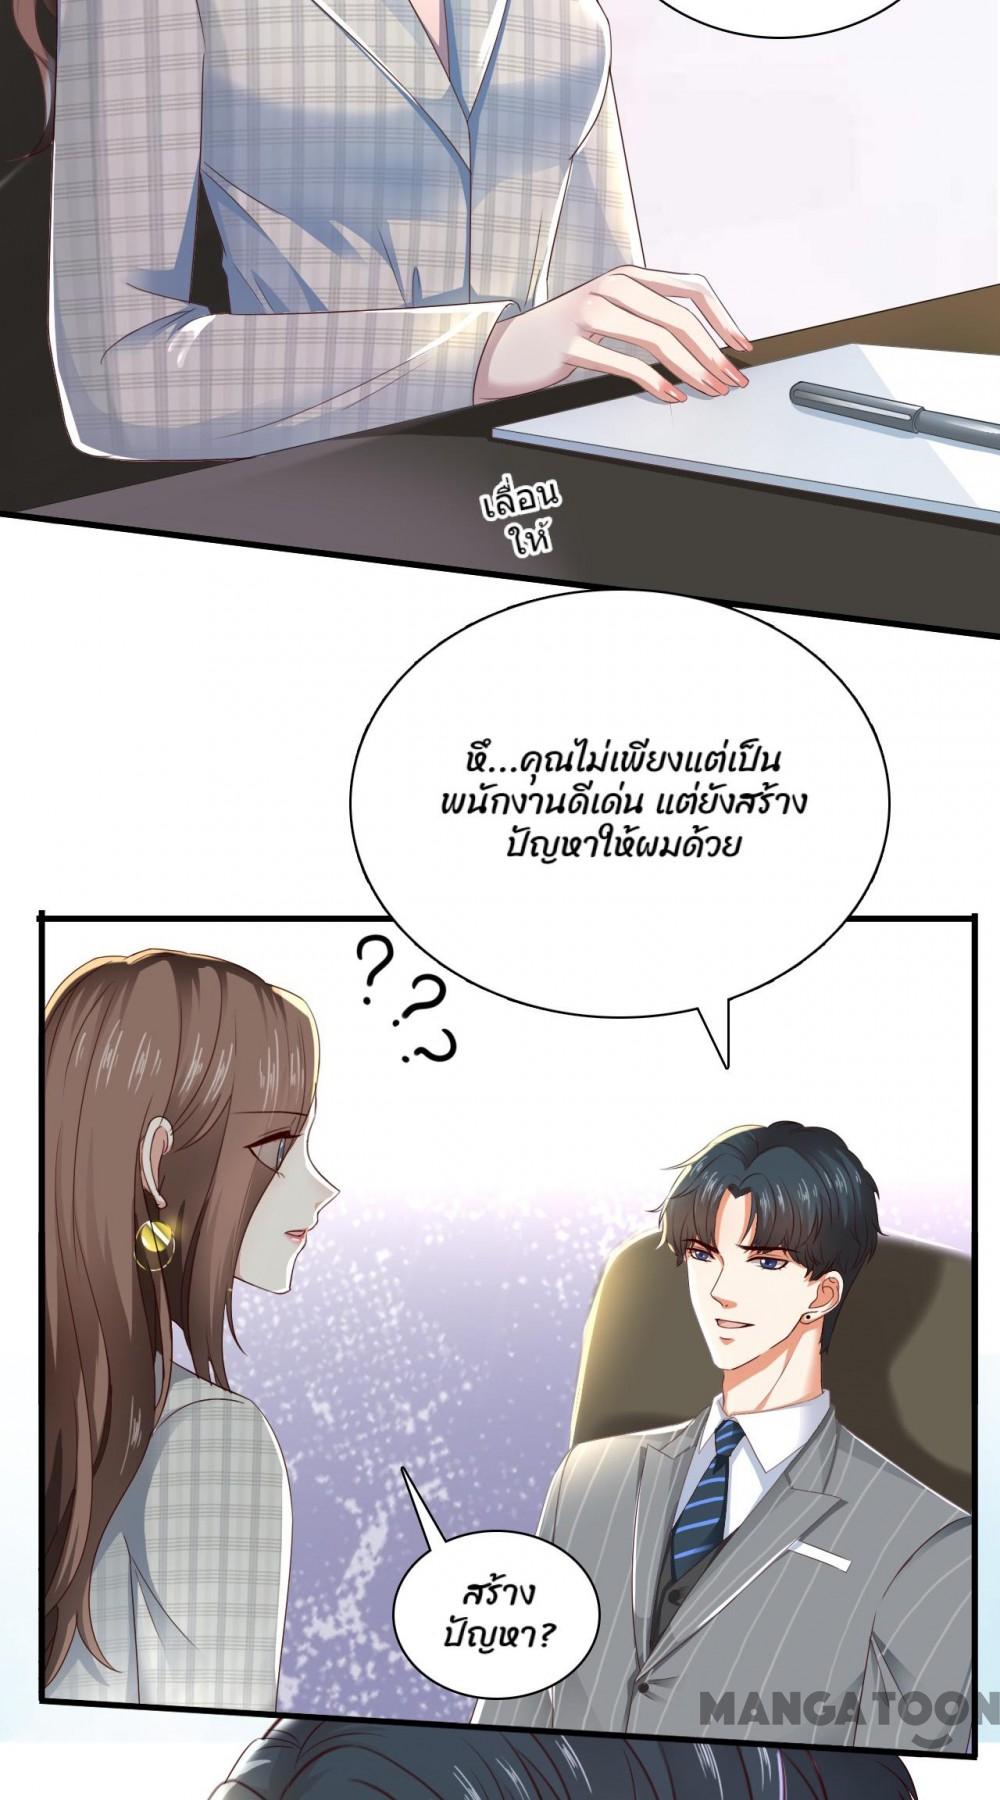 เลื่อน
ให้
หึ...คุณไม่เพียงแต่เป็น
พนักงานดีเด่น แต่ยังสร้าง
ปัญหาให้ผมด้วย
???
สร้าง
ปัญหา?
MANGATOON